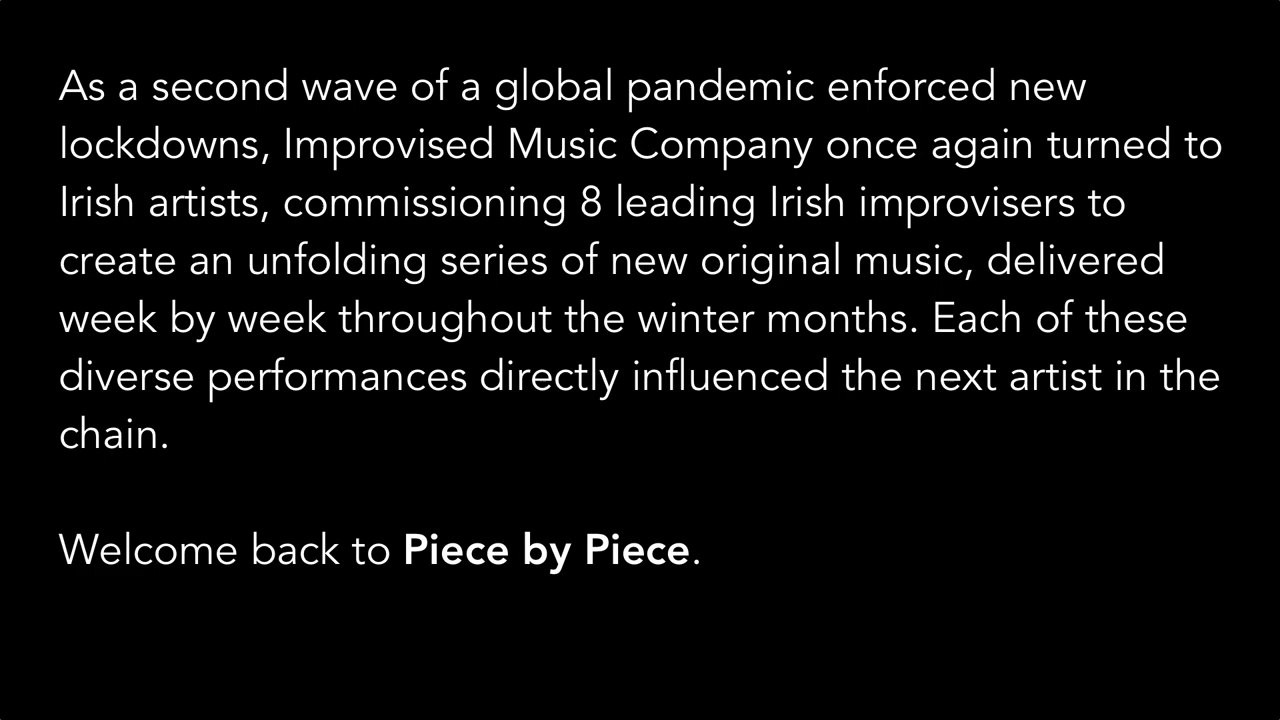 As a second wave of a global pandemic enforced new
lockdowns, Improvised Music Company once again turned to
Irish artists, commissioning 8 leading Irish improvisers to
create an unfolding series of new original music, delivered
week by week throughout the winter months. Each of these
diverse performances directly influenced the next artist in the
chain.
Welcome back to Piece by Piece.